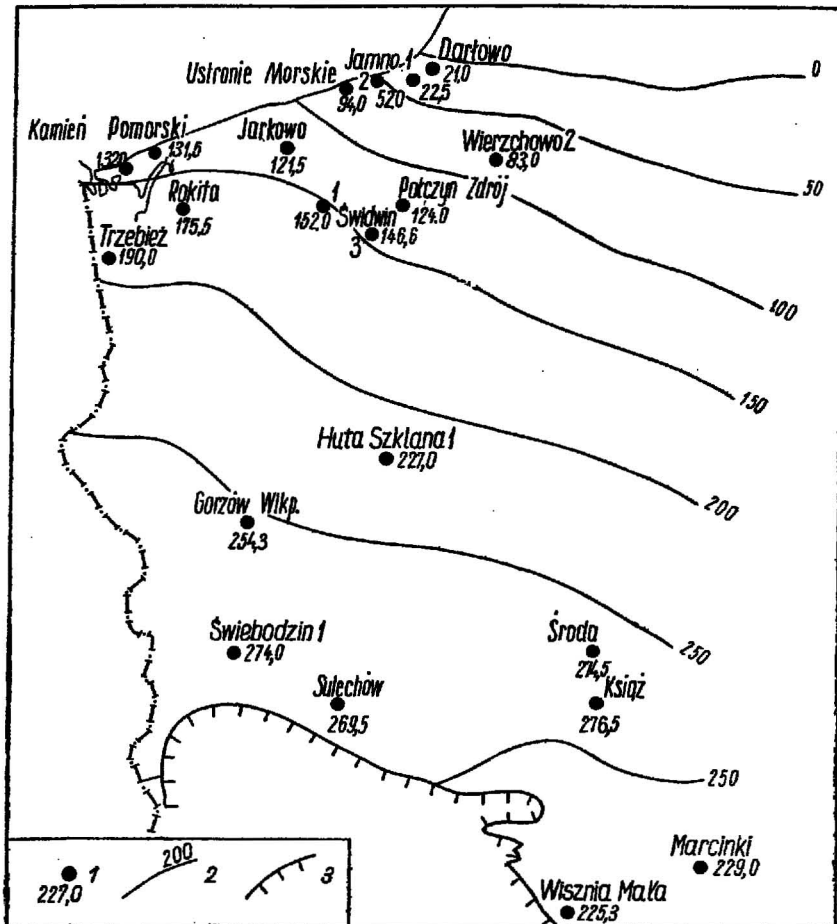 Darłowo
21,0
0
Jamno 1
22,5
Ustronie Morskie
2
52,0
94,0
Kamień Pomorski
132,0
131,5
Jarkowo
121,5
Wierzchowo 2
83,0
50
Rokita
175,5
1
152,0
Połczyn Zdrój
124,0
Świdwin
3
146,6
Trzebież
190,0
100
150
Huta Szklana 1
227,0
200
Gorzów Wlkp.
254,3
Świebodzin 1
274,0
Środa
274,5
250
Sulechów
269,5
Książ
276,5
250
Marcinki
229,0
Wisznia Mała
225,3
227,0
1
200
2
3